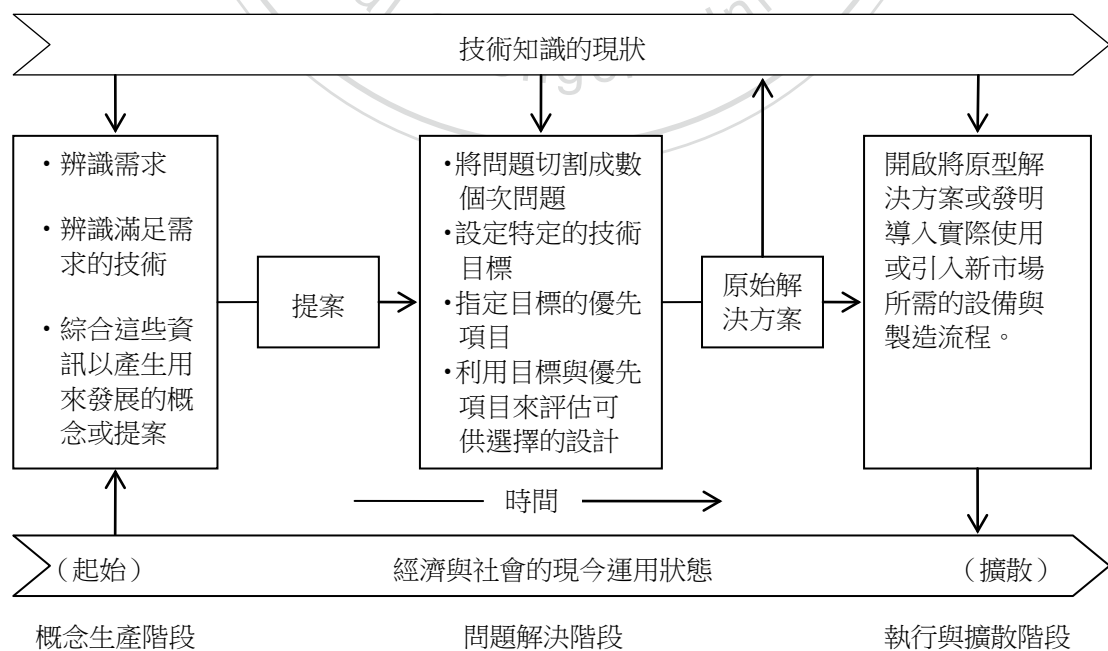 技術知識的現狀
・辨識需求
・辨識滿足需
求的技術
・綜合這些資
訊以產生用
來發展的概
念或提案
提案
・將問題切割成數
個次問題
・設定特定的技術
目標
・指定目標的優先
項目
・利用目標與優先
項目來評估可
供選擇的設計
原始解
決方案
開啟將原型解
決方案或發明
導入實際使用
或引入新市場
所需的設備與
製造流程。
時間
（起始）
經濟與社會的現今運用狀態
（擴散）
概念生產階段
問題解決階段
執行與擴散階段